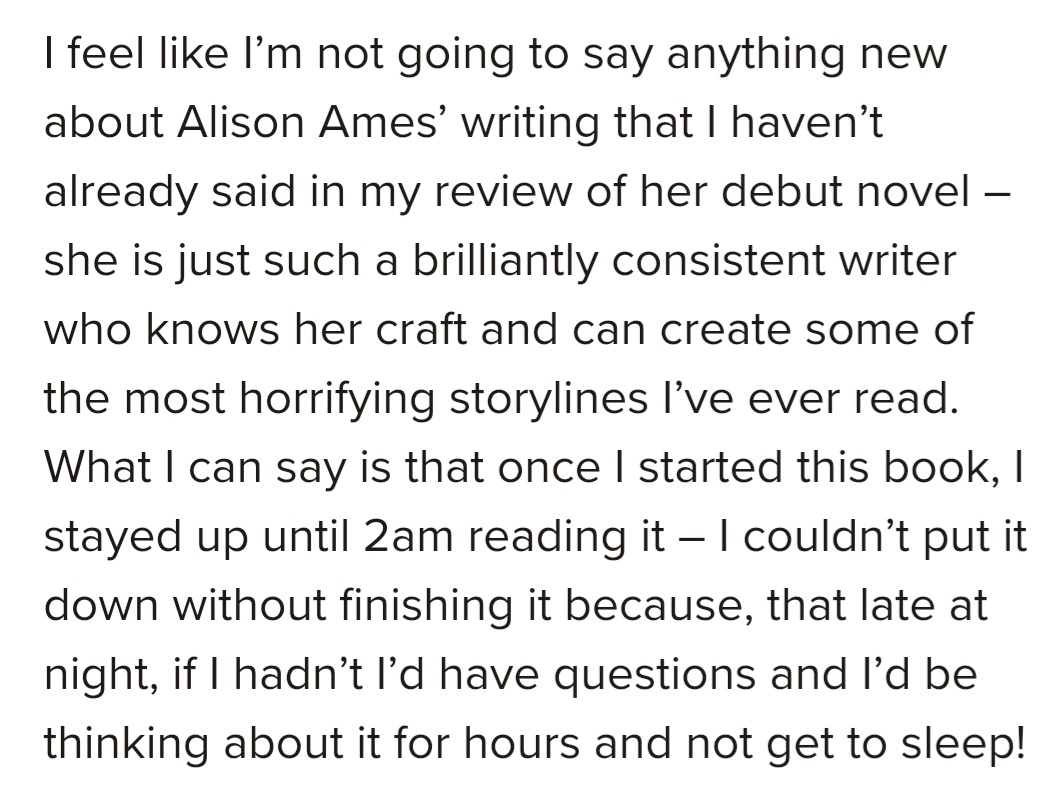 I feel like I’m not going to say anything new
about Alison Ames’ writing that I haven’t
already said in my review of her debut novel –
she is just such a brilliantly consistent writer
who knows her craft and can create some of
the most horrifying storylines I’ve ever read.
What I can say is that once I started this book, I
stayed up until 2am reading it – I couldn’t put it
down without finishing it because, that late at
night, if I hadn’t I’d have questions and I’d be
thinking about it for hours and not get to sleep!